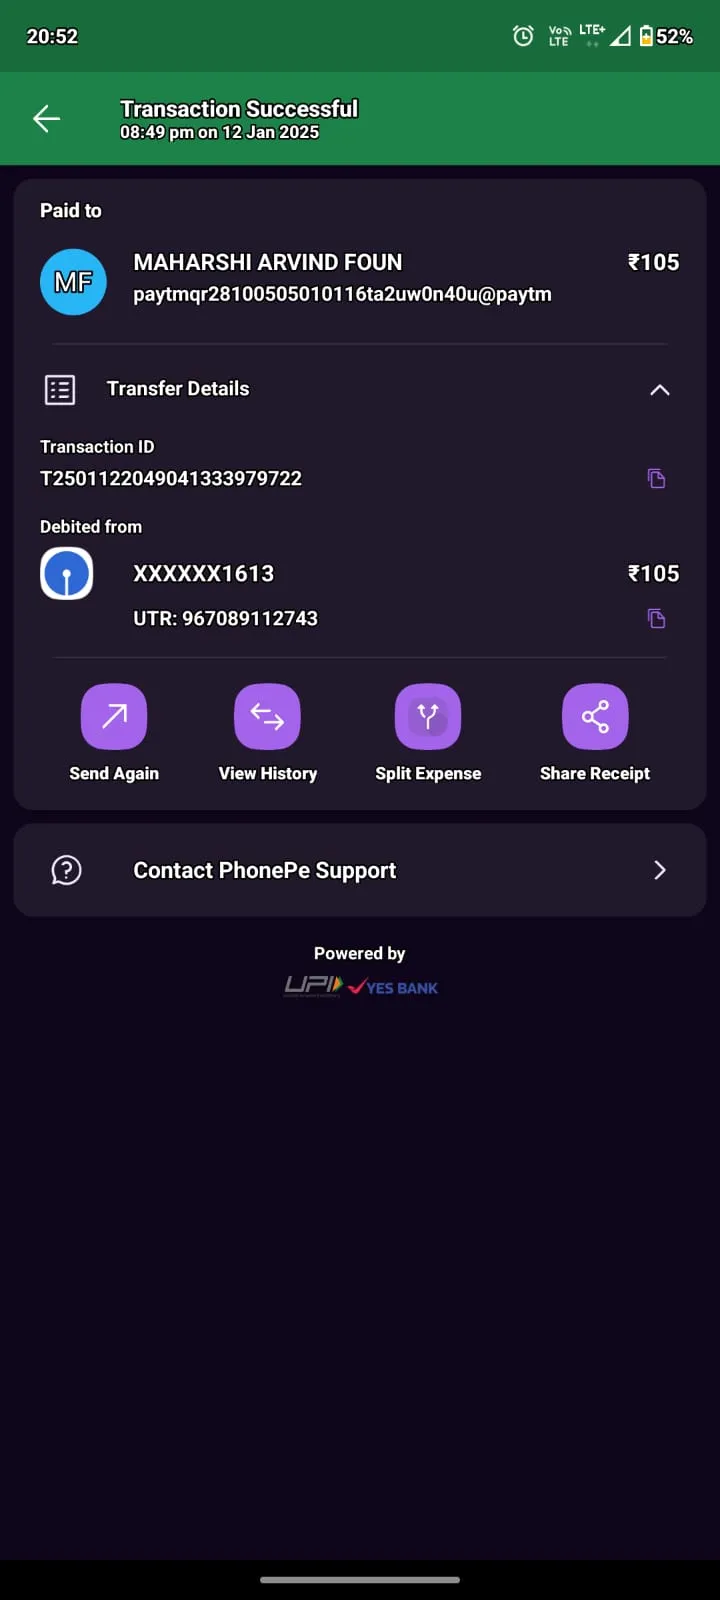 20:52
Vo))
LTE
LTE+
52%
Transaction Successful
08:49 pm on 12 Jan 2025
Paid to
MF
MAHARSHI ARVIND FOUN
₹105
paytmqr28100505010116ta2uw0n40u@paytm
Transfer Details
Transaction ID
T2501122049041333979722
Debited from
XXXXXX1613
₹105
UTR: 967089112743
Send Again
View History
Split Expense
Share Receipt
Contact PhonePe Support
Powered by
UPI YES BANK